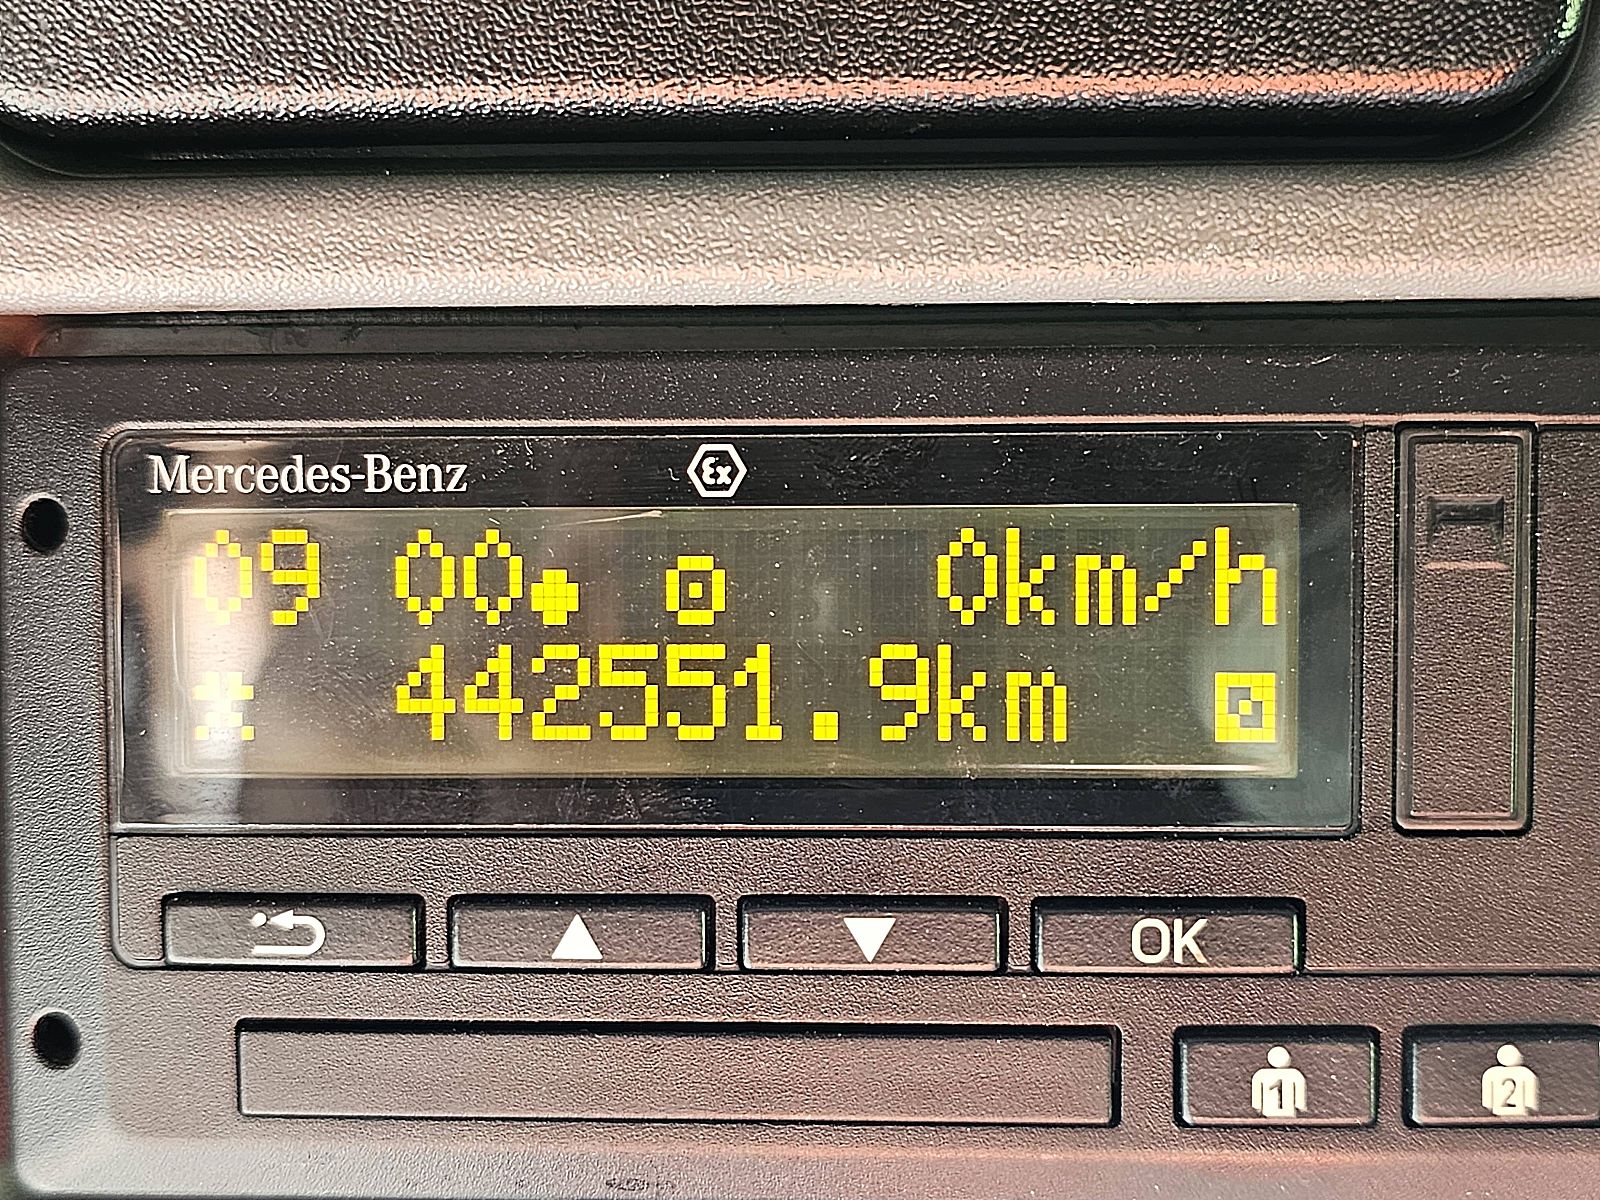 Mercedes-Benz Ex
09 00 0km/h
442551.9km
OK
1 2